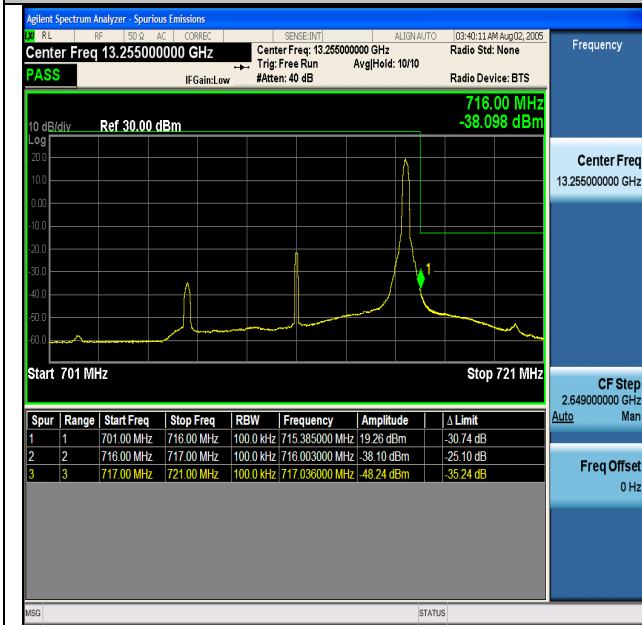 Agilent Spectrum Analyzer - Spurious Emissions
RL RF 50 Ω AC CORREC SENSE:INT ALIGN AUTO 03:40:11 AM Aug 02, 2005
Center Freq 13.255000000 GHz
PASS
IFGain:Low
Center Freq: 13.255000000 GHz
Trig: Free Run Avg|Hold: 10/10
#Atten: 40 dB
Radio Std: None
Radio Device: BTS
716.00 MHz
-38.098 dBm
10 dB/div Ref 30.00 dBm
Log
20.0
10.0
0.00
-10.0
-20.0
-30.0
-40.0
-50.0
-60.0
1
Start 701 MHz Stop 721 MHz
Spur Range Start Freq Stop Freq RBW Frequency Amplitude Δ Limit
1 1 701.00 MHz 716.00 MHz 100.0 kHz 715.385000 MHz 19.26 dBm -30.74 dB
2 2 716.00 MHz 717.00 MHz 100.0 kHz 716.003000 MHz -38.10 dBm -25.10 dB
3 3 717.00 MHz 721.00 MHz 100.0 kHz 717.036000 MHz -48.24 dBm -35.24 dB
MSG STATUS
Frequency
Center Freq
13.255000000 GHz
CF Step
2.649000000 GHz
Auto Man
Freq Offset
0 Hz